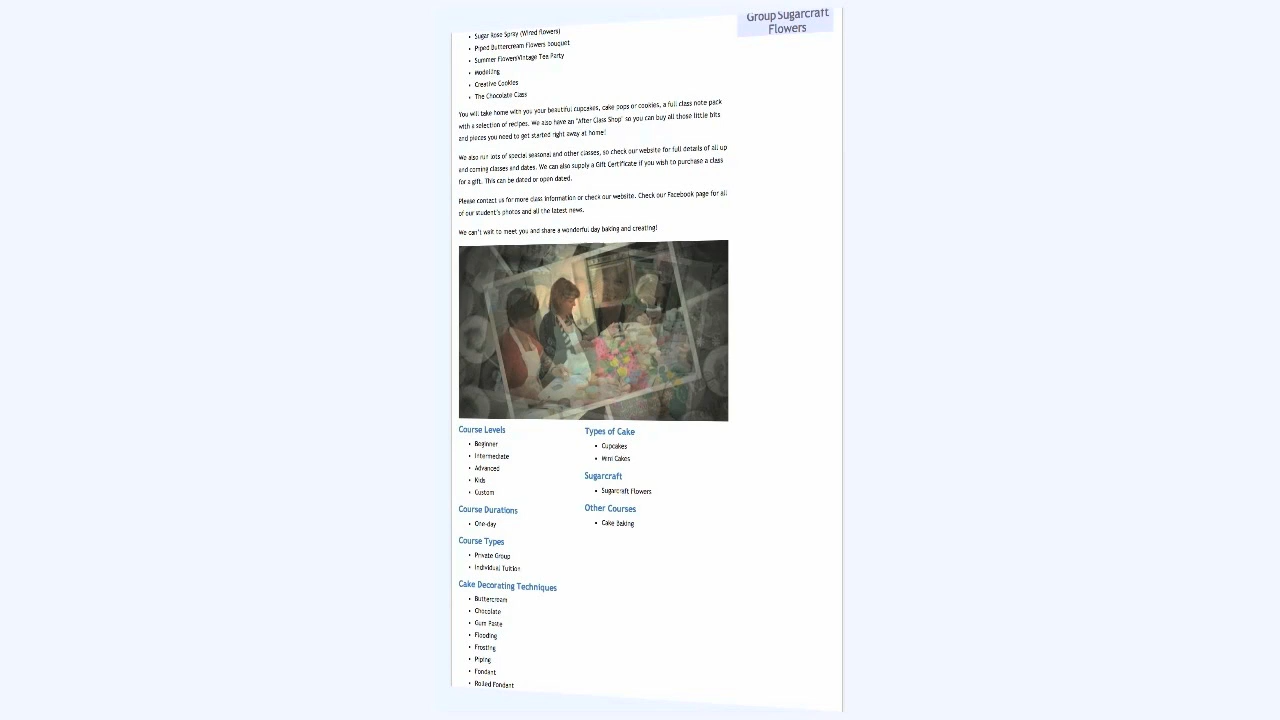 Group Sugarcraft
Flowers
Sugar Rose Spray (Wired flowers)
Piped Buttercream Flowers bouquet
Summer FlowersVintage Tea Party
Modelling
Creative Cookies
The Chocolate Class
You will take home with you your beautiful cupcakes, cake pops or cookies, a full class note pack
with a selection of recipes. We also have an "After Class Shop" so you can buy all those little bits
and pieces you need to get started right away at home!
We also run lots of special seasonal and other classes, so check our website for full details of all up
and coming classes and dates. We can also supply a Gift Certificate if you wish to purchase a class
for a gift. This can be dated or open dated.
Please contact us for more class information or check our website. Check our Facebook page for all
of our student's photos and all the latest news.
We can't wait to meet you and share a wonderful day baking and creating!
Course Levels
Beginner
Intermediate
Advanced
Kids
Custom
Course Durations
One-day
Course Types
Private Group
Individual Tuition
Cake Decorating Techniques
Buttercream
Chocolate
Gum Paste
Flooding
Frosting
Piping
Fondant
Rolled Fondant
Types of Cake
Cupcakes
Mini Cakes
Sugarcraft
Sugarcraft Flowers
Other Courses
Cake Baking